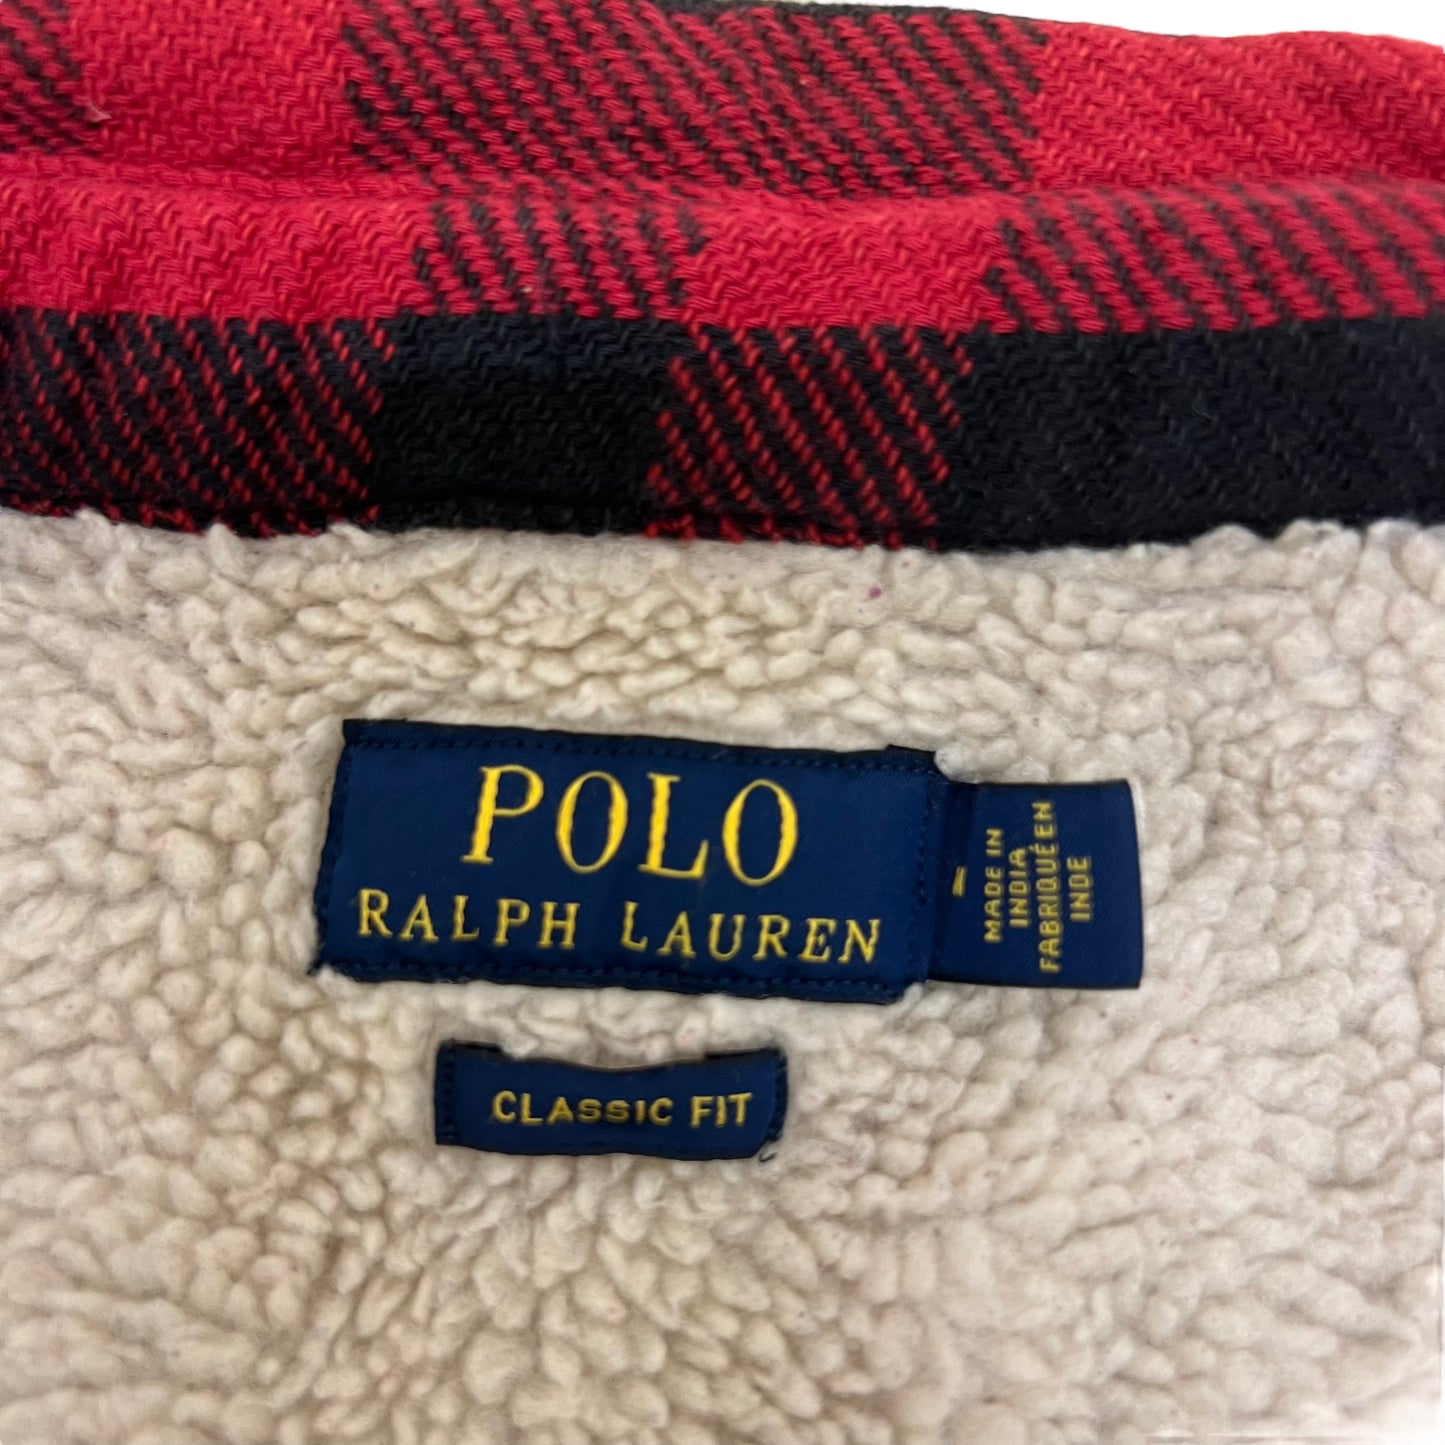 POLO
RALPH LAUREN
MADE IN
INDIA
FABRIQUÉ EN
INDE
CLASSIC FIT